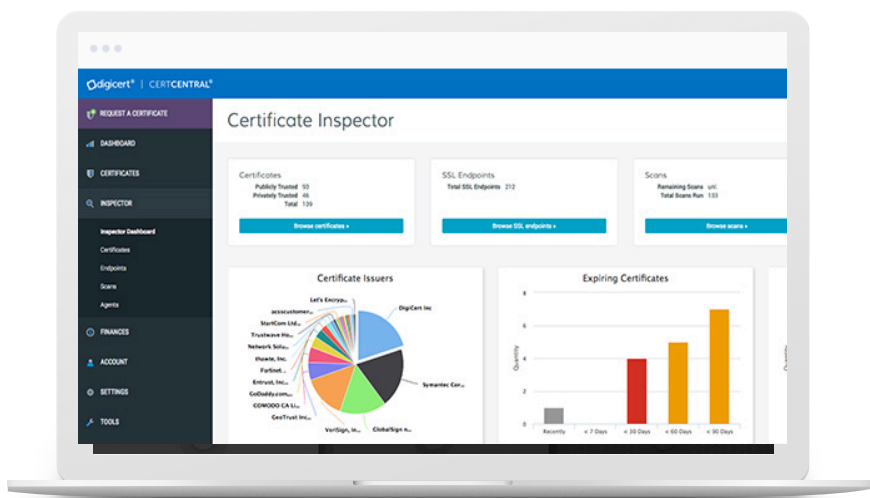 digicert® | CERTCENTRAL®
REQUEST A CERTIFICATE
DASHBOARD
CERTIFICATES
INSPECTOR
Inspector Dashboard
Certificates
Endpoints
Scans
Agents
FINANCES
ACCOUNT
SETTINGS
TOOLS
Certificate Inspector
Certificates
Publicly Trusted 93
Privately Trusted 46
Total 139
Browse certificates »
SSL Endpoints
Total SSL Endpoints 212
Browse SSL endpoints »
Scans
Remaining Scans unl.
Total Scans Run 133
Browse scans »
Certificate Issuers
Let's Encryp...
acsscustomer...
StartCom Ltd...
Trustwave Ho...
Network Solu...
thawte, Inc.
Fortinet...
Entrust, Inc...
GoDaddy.com...
COMODO CA Li...
GeoTrust Inc...
VeriSign, In...
GlobalSign n...
Symantec Cor...
DigiCert Inc
Expiring Certificates
Quantity
8
6
4
2
0
Recently
< 7 Days
< 30 Days
< 60 Days
< 90 Days